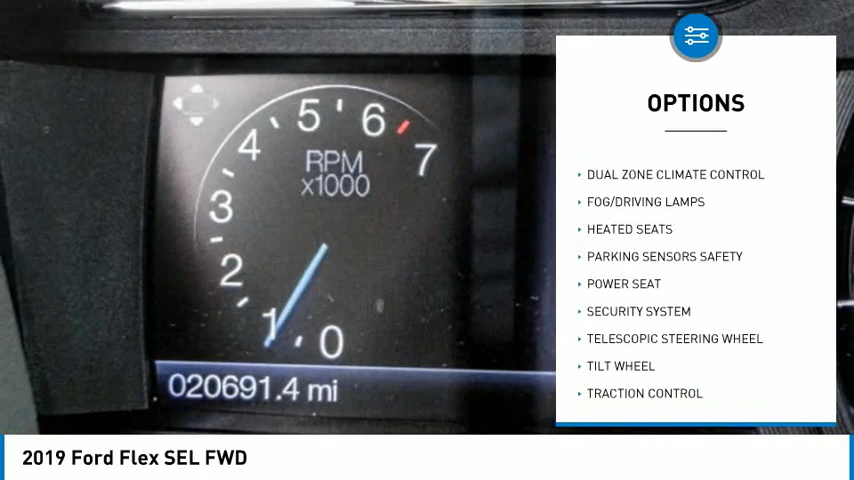 5 6
4 7
RPM
x1000
3
2
1 0
020691.4 mi
OPTIONS
DUAL ZONE CLIMATE CONTROL
FOG/DRIVING LAMPS
HEATED SEATS
PARKING SENSORS SAFETY
POWER SEAT
SECURITY SYSTEM
TELESCOPIC STEERING WHEEL
TILT WHEEL
TRACTION CONTROL
2019 Ford Flex SEL FWD